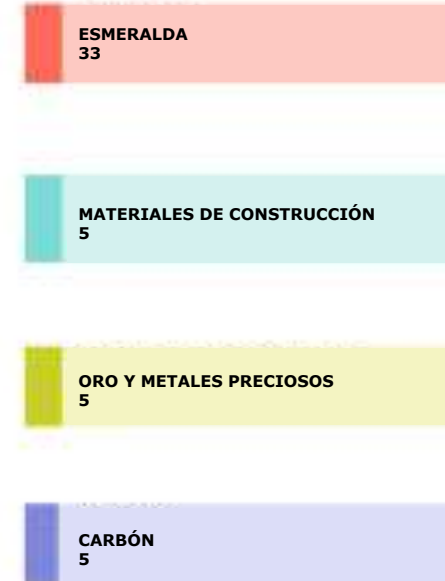 ESMERALDA
33
MATERIALES DE CONSTRUCCIÓN
5
ORO Y METALES PRECIOSOS
5
CARBÓN
5